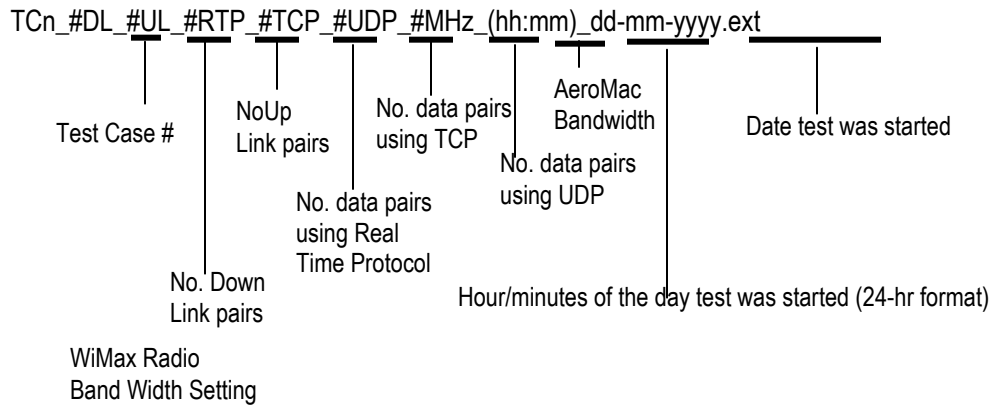 TCn_#DL_#UL_#RTP_#TCP_#UDP_#MHz_(hh:mm)_dd-mm-yyyy.ext
Test Case #
NoUp
Link pairs
No. data pairs
using TCP
AeroMac
Bandwidth
Date test was started
No. data pairs
using UDP
No. data pairs
using Real
Time Protocol
No. Down
Link pairs
Hour/minutes of the day test was started (24-hr format)
WiMax Radio
Band Width Setting